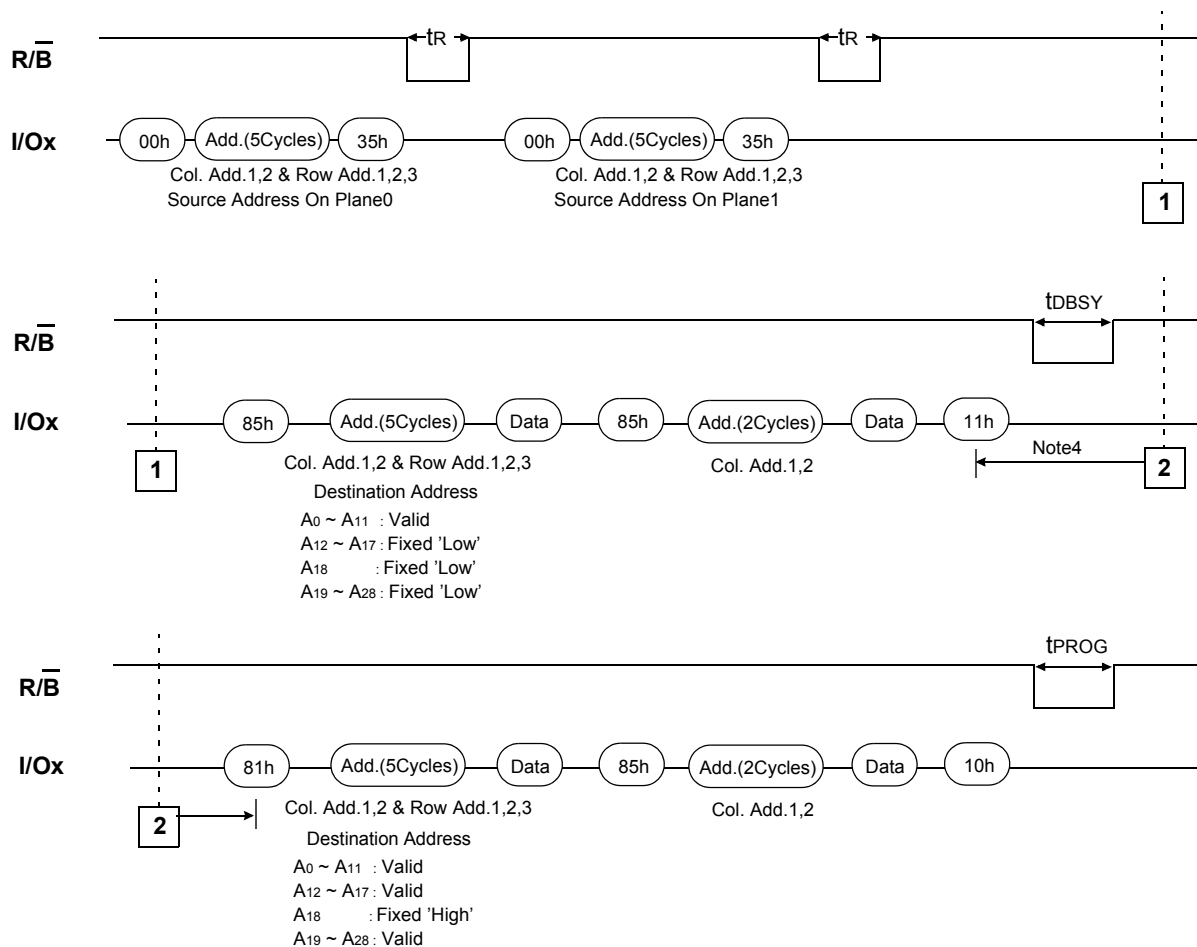 tR tR
R/B̅
I/Ox 00h Add.(5Cycles) 35h 00h Add.(5Cycles) 35h
Col. Add.1,2 & Row Add.1,2,3 Col. Add.1,2 & Row Add.1,2,3
Source Address On Plane0 Source Address On Plane1
1
tDBSY
R/B̅
I/Ox 85h Add.(5Cycles) Data 85h Add.(2Cycles) Data 11h
Note4
1 Col. Add.1,2 & Row Add.1,2,3 Col. Add.1,2 2
Destination Address
A0 ~ A11 : Valid
A12 ~ A17 : Fixed 'Low'
A18 : Fixed 'Low'
A19 ~ A28 : Fixed 'Low'
tPROG
R/B̅
I/Ox 81h Add.(5Cycles) Data 85h Add.(2Cycles) Data 10h
2 Col. Add.1,2 & Row Add.1,2,3 Col. Add.1,2
Destination Address
A0 ~ A11 : Valid
A12 ~ A17 : Valid
A18 : Fixed 'High'
A19 ~ A28 : Valid